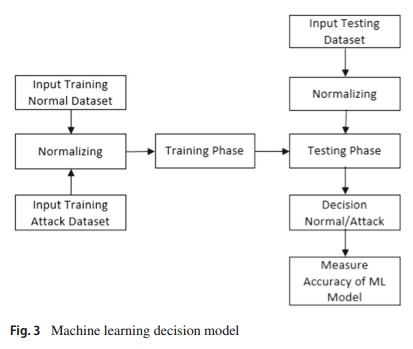 Input Testing
Dataset
Input Training
Normal Dataset
Normalizing
Normalizing
Training Phase
Testing Phase
Input Training
Attack Dataset
Decision
Normal/Attack
Measure
Accuracy of ML
Model
Fig. 3 Machine learning decision model